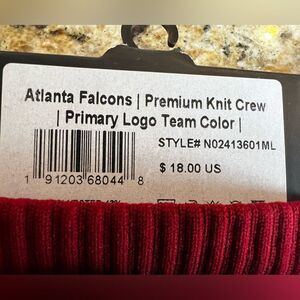 Atlanta Falcons | Premium Knit Crew
| Primary Logo Team Color |
STYLE# N02413601ML
$ 18.00 US
1 91203 68044 8